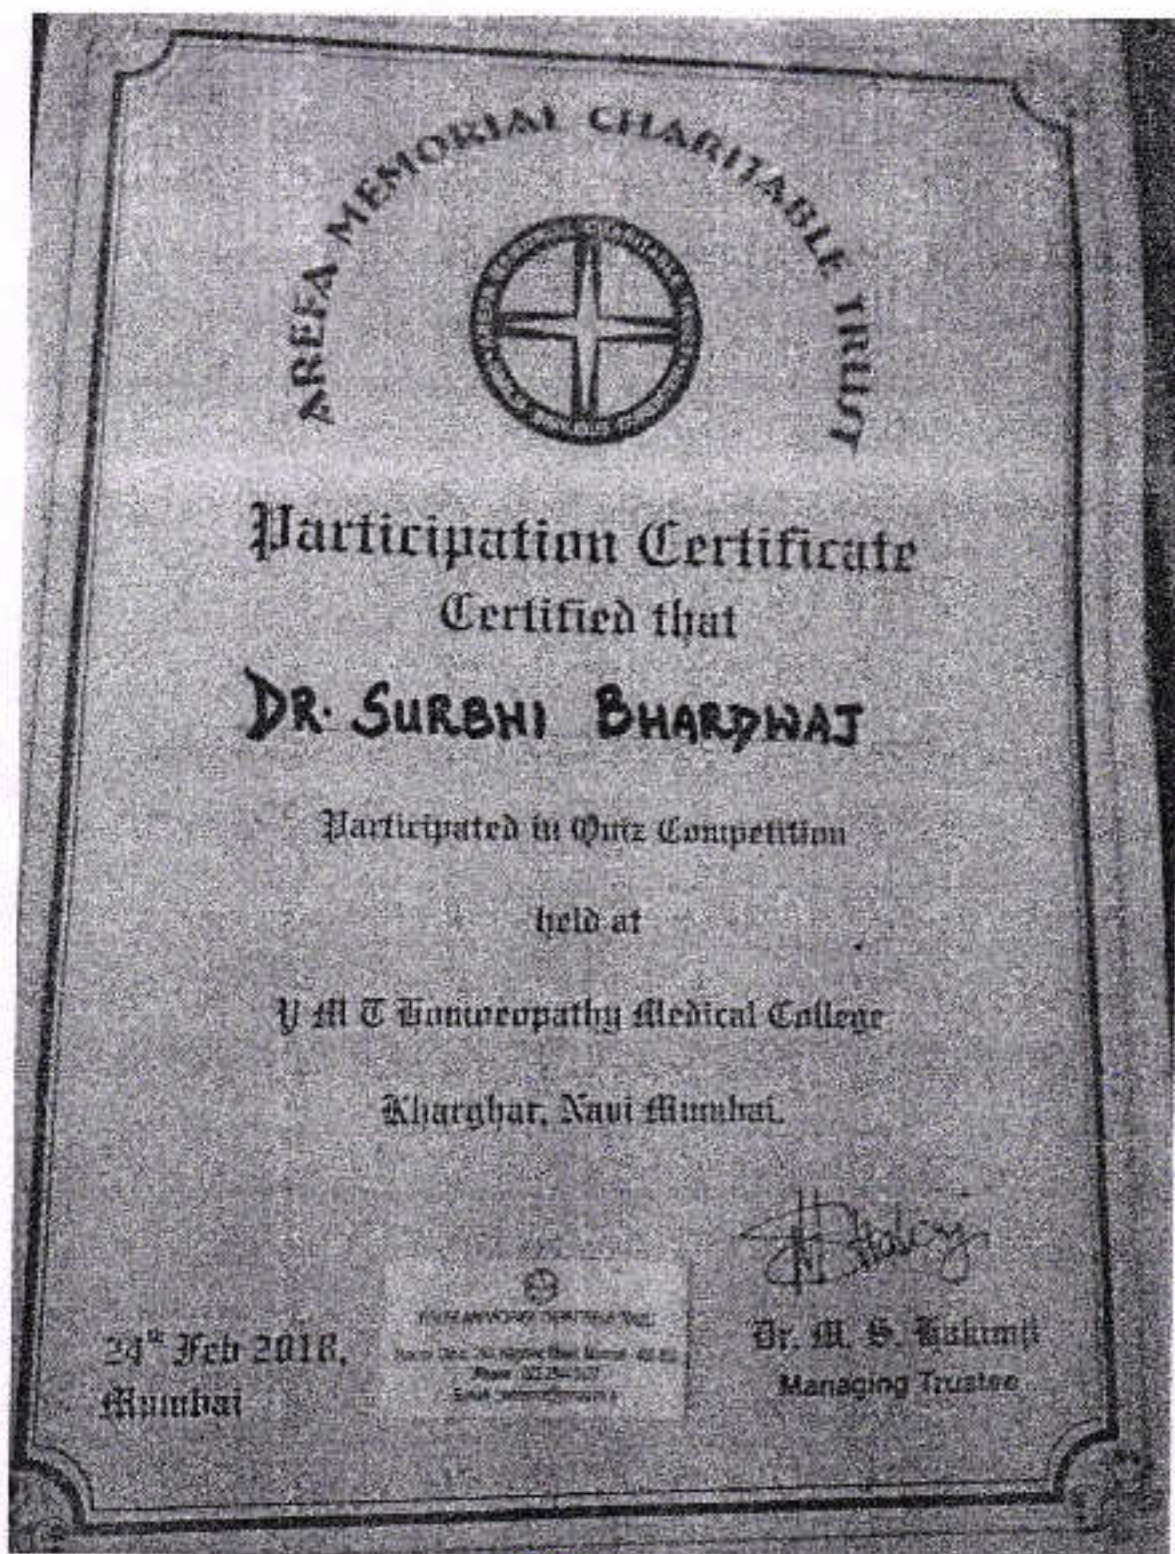 AREFA MEMORIAL CHARITABLE TRUST
Participation Certificate
Certified that
DR. SURBHI BHARDWAJ
Participated in Quiz Competition
held at
Y M T Homoeopathy Medical College
Kharghar, Navi Mumbai.
24th Feb 2018,
Mumbai
Dr. M. S.
Managing Trustee